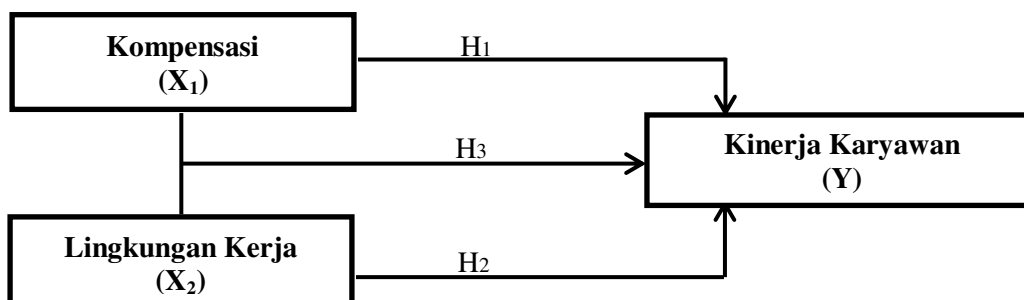 Kompensasi
(X₁)
H1
Kinerja Karyawan
(Y)
H3
Lingkungan Kerja
(X₂)
H2